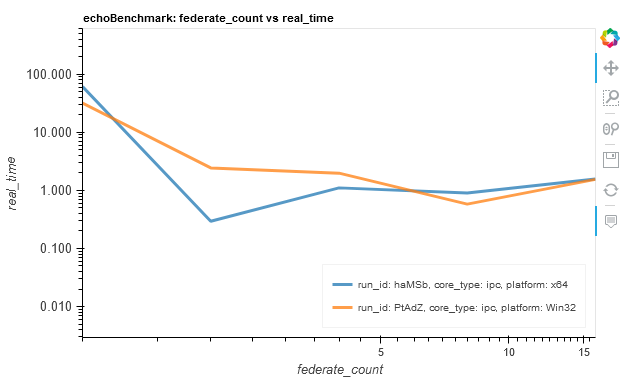 echoBenchmark: federate_count vs real_time
100.000
10.000
1.000
0.100
0.010
real_time
run_id: haMSb, core_type: ipc, platform: x64
run_id: PtAdZ, core_type: ipc, platform: Win32
5
10
15
federate_count